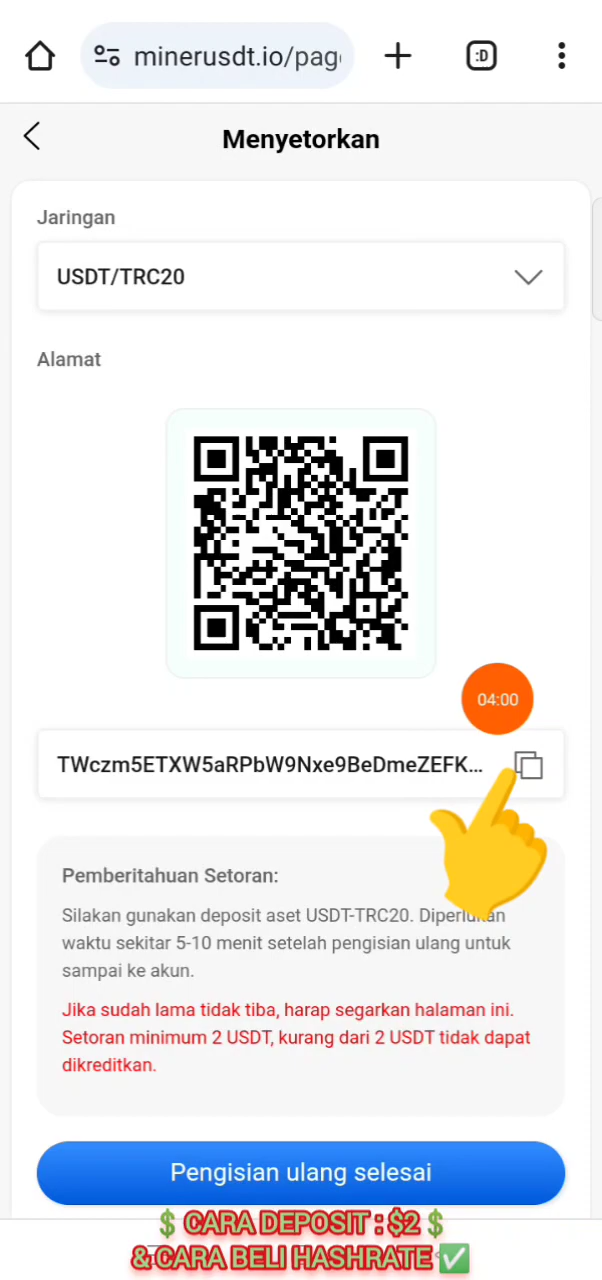 minerusdt.io/pag
:D
Menyetorkan
Jaringan
USDT/TRC20
Alamat
04:00
TWczm5ETXW5aRPbW9Nxe9BeDmeZEFK...
Pemberitahuan Setoran:
Silakan gunakan deposit aset USDT-TRC20. Diperlukan
waktu sekitar 5-10 menit setelah pengisian ulang untuk
sampai ke akun.
Jika sudah lama tidak tiba, harap segarkan halaman ini.
Setoran minimum 2 USDT, kurang dari 2 USDT tidak dapat
dikreditkan.
Pengisian ulang selesai
💲CARA DEPOSIT : $2💲
& CARA BELI HASHRATE ✅